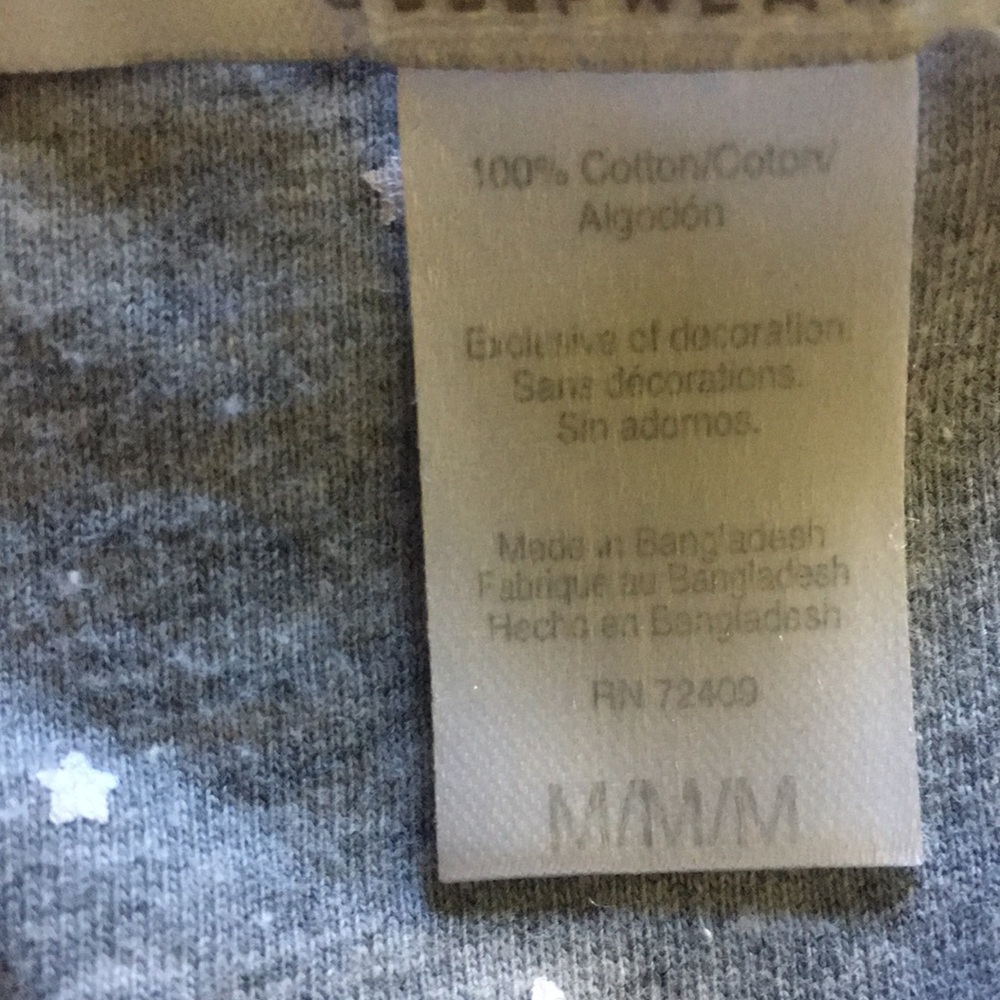 100% Cotton/Coton/
Algodón
Exclusive of decoration.
Sans décorations.
Sin adornos.
Made in Bangladesh
Fabrique au Bangladesh
Hecho en Bangladesh
RN 72409
M/M/M